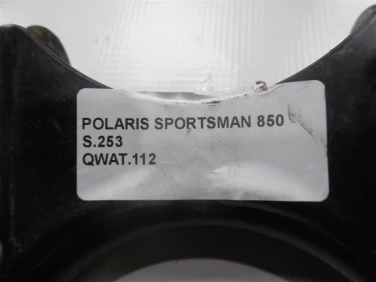 POLARIS SPORTSMAN 850
S.253
QWAT.112